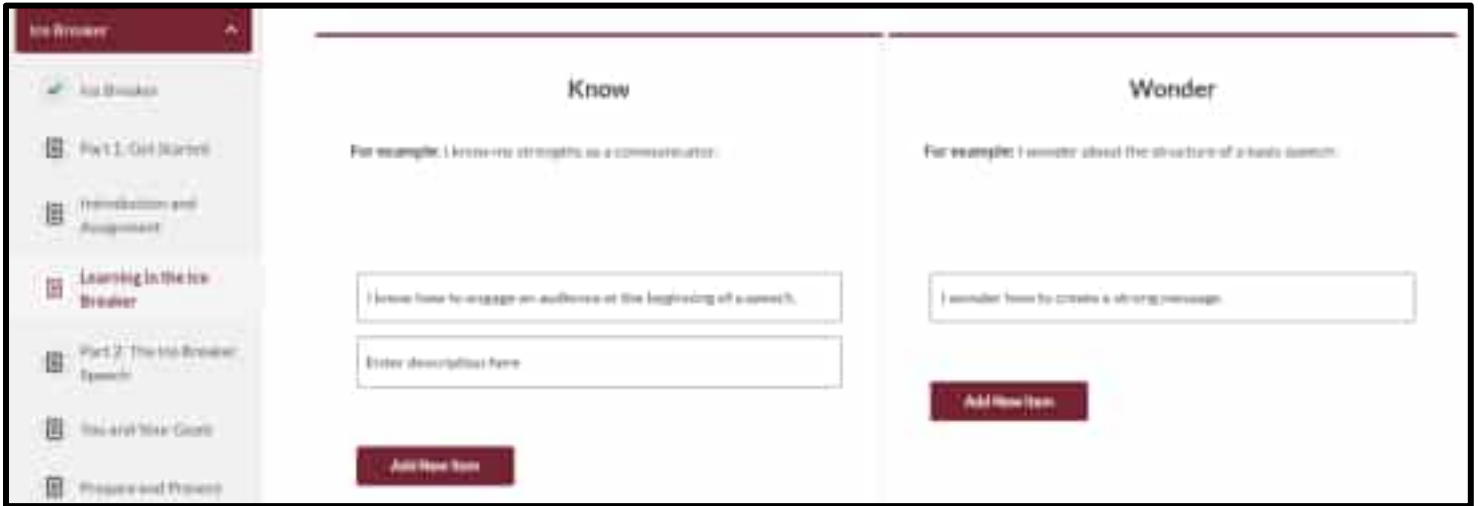 Ice Breaker
Ice Breaker
Part 1: Get Started
Introduction and
Assignment
Learning in the Ice
Breaker
Part 2: The Ice Breaker
Speech
You and Your Goals
Prepare and Present
Know
For example: I know my strengths as a communicator.
I know how to engage an audience at the beginning of a speech.
Enter description here
Add New Item
Wonder
For example: I wonder about the structure of a basic speech.
I wonder how to create a strong message.
Add New Item